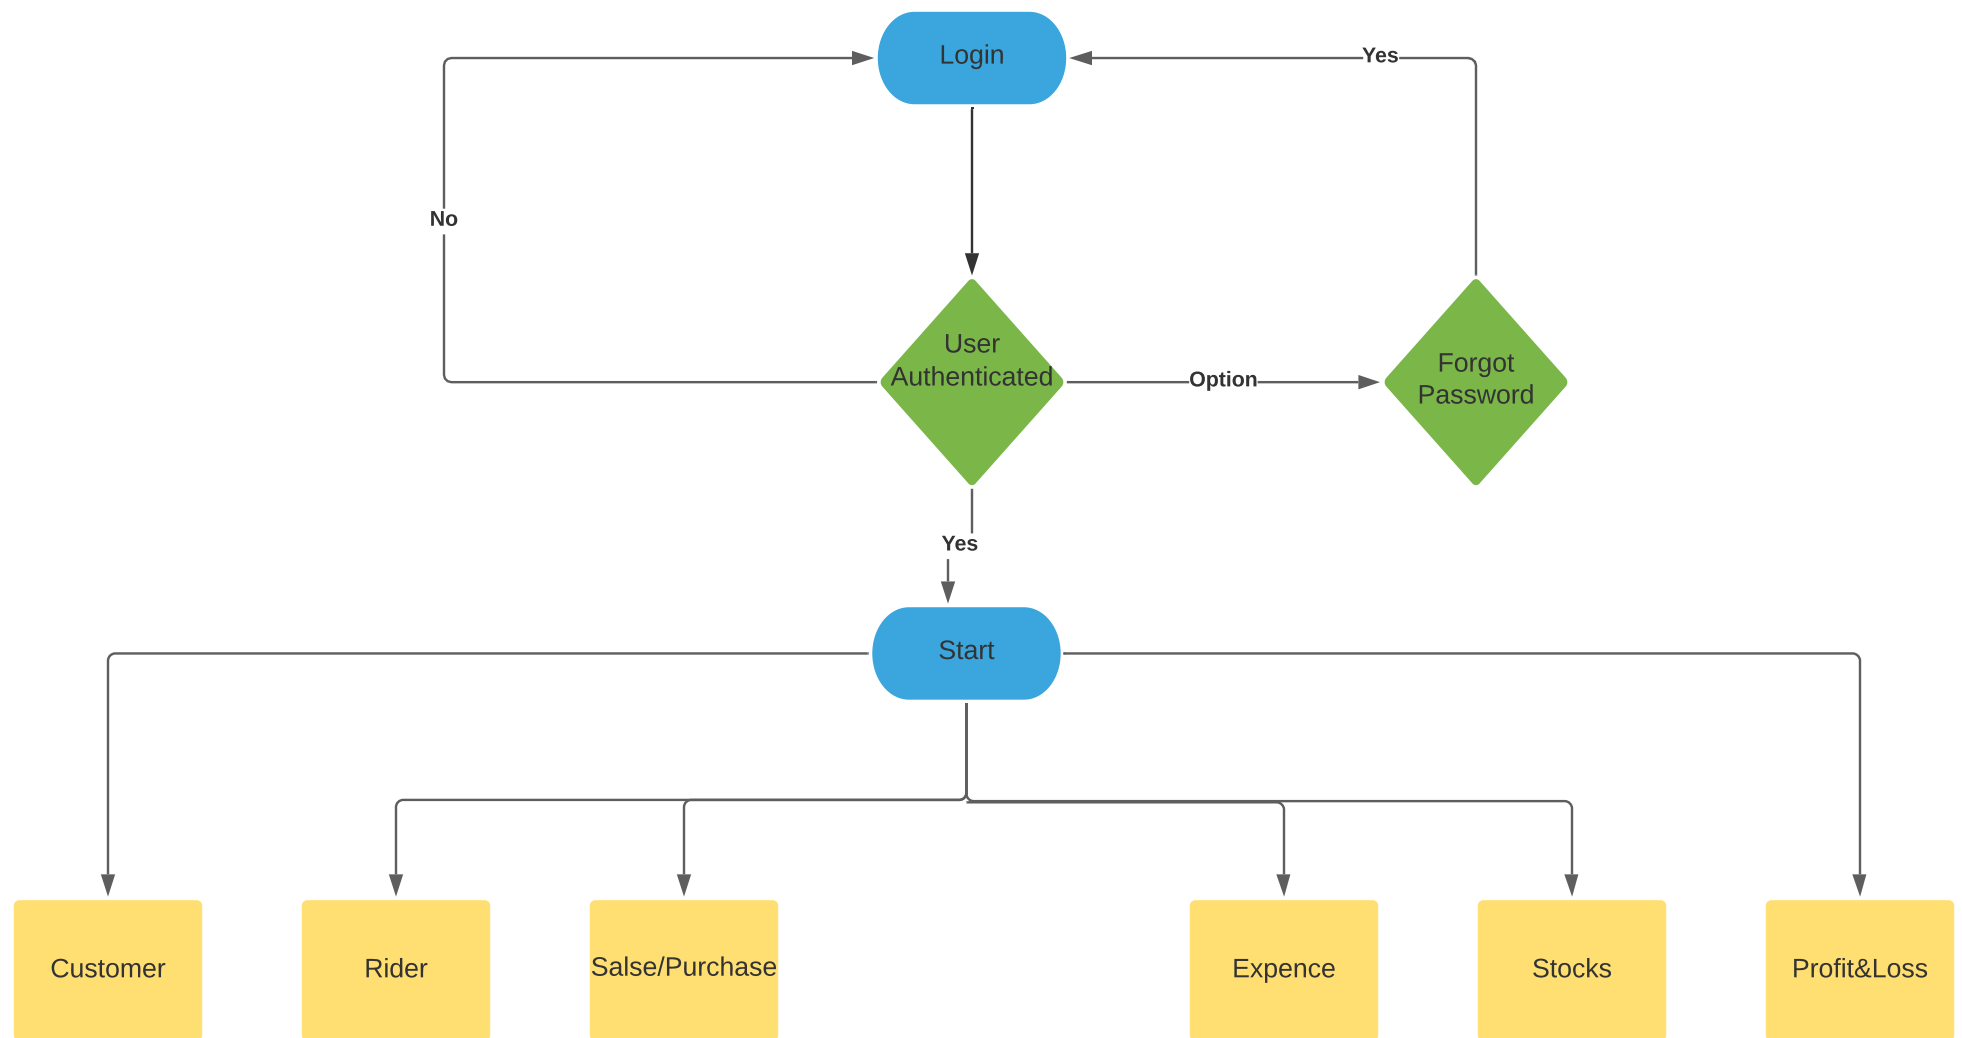 Login
Yes
No
User
Authenticated
Option
Forgot
Password
Yes
Start
Customer
Rider
Salse/Purchase
Expence
Stocks
Profit&Loss